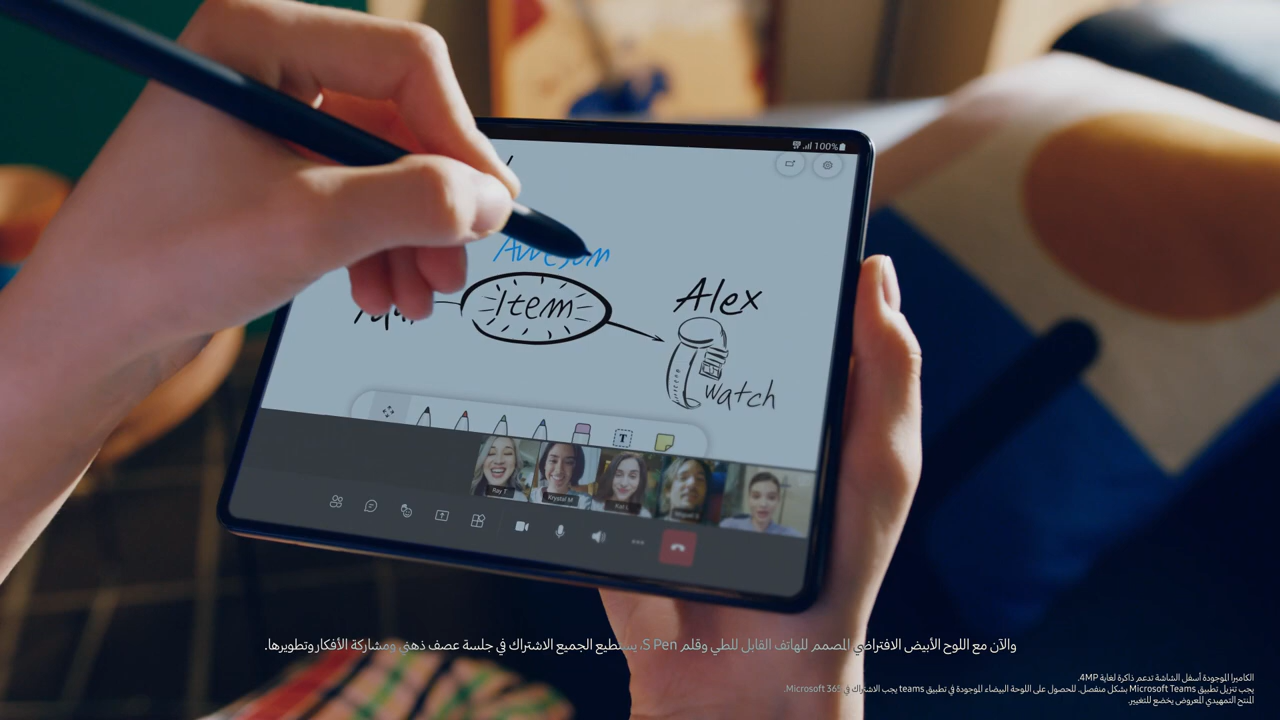 100%
Awesom
Item
Alex
watch
T
Ray T
Krystal M
Kat L
والآن مع اللوح الأبيض الافتراضي المصمم للهاتف القابل للطي وقلم S Pen، يستطيع الجميع الاشتراك في جلسة عصف ذهني ومشاركة الأفكار وتطويرها.
الكاميرا الموجودة أسفل الشاشة تدعم ذاكرة لغاية 4MP.
يجب تنزيل تطبيق Microsoft Teams بشكل منفصل. للحصول على اللوحة البيضاء الموجودة في تطبيق teams يجب الاشتراك في Microsoft 365.
المنتج التمهيدي المعروض يخضع للتغيير.